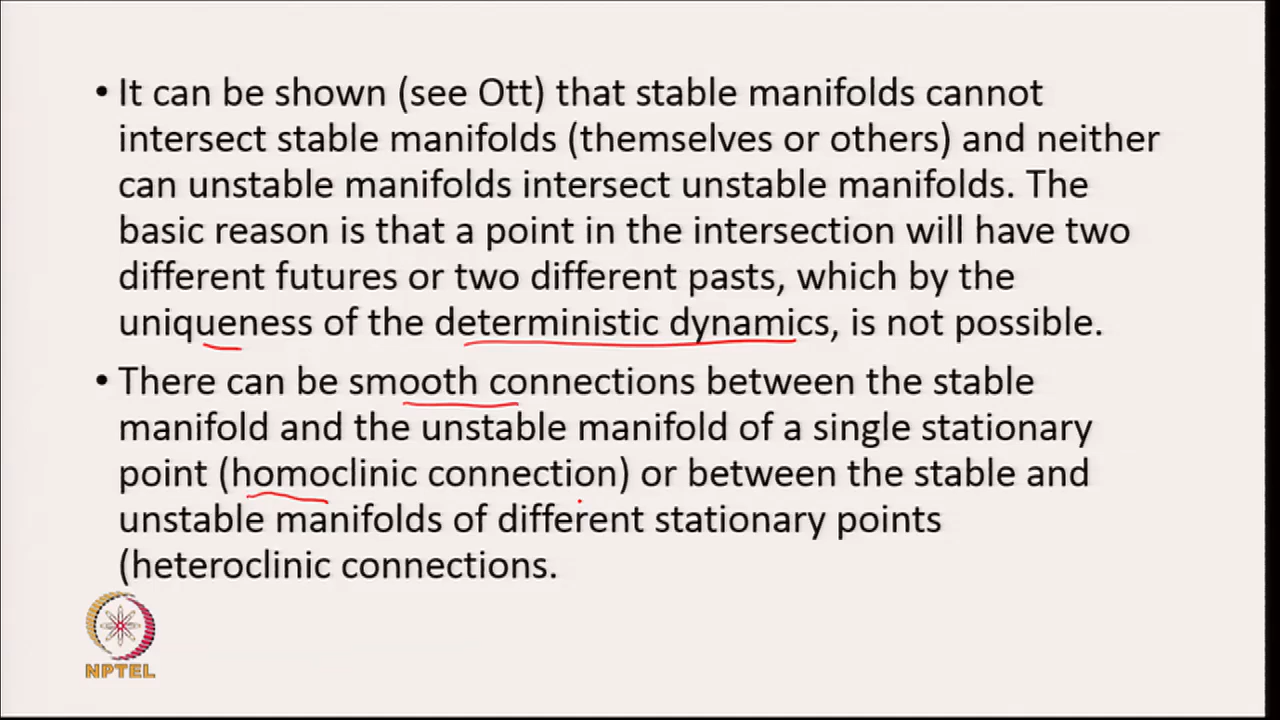 • It can be shown (see Ott) that stable manifolds cannot
intersect stable manifolds (themselves or others) and neither
can unstable manifolds intersect unstable manifolds. The
basic reason is that a point in the intersection will have two
different futures or two different pasts, which by the
uniqueness of the deterministic dynamics, is not possible.
• There can be smooth connections between the stable
manifold and the unstable manifold of a single stationary
point (homoclinic connection) or between the stable and
unstable manifolds of different stationary points
(heteroclinic connections.
NPTEL